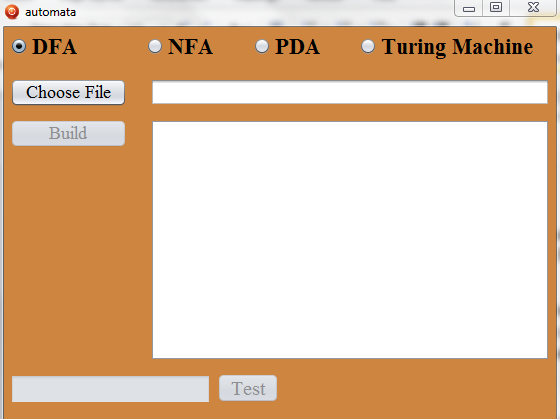 automata
DFA NFA PDA Turing Machine
Choose File
Build
Test